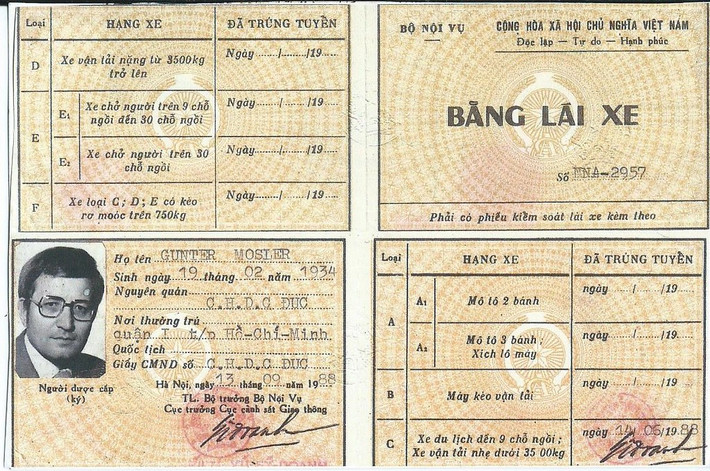 Loại
HẠNG XE
ĐÃ TRÚNG TUYỂN
D
Xe vận tải nặng từ 3500kg
trở lên
Ngày....../....../19......
E
E₁
Xe chở người trên 9 chỗ
ngồi đến 30 chỗ ngồi
Ngày....../....../19......
E₂
Xe chở người trên 30
chỗ ngồi
Ngày....../....../19......
F
Xe loại C ; D ; E có kéo
rơ moóc trên 750kg
Ngày....../....../19......
BỘ NỘI VỤ
CỘNG HÒA XÃ HỘI CHỦ NGHĨA VIỆT NAM
Độc lập — Tự do — Hạnh phúc
BẰNG LÁI XE
Số NNA-2957
Phải có phiếu kiểm soát lái xe kèm theo
Họ tên GUNTER MOSLER
Sinh ngày 19 tháng 02 năm 1934
Nguyên quán
C.H.D.C ĐUC
Nơi thường trú
quận I t/p Hồ-Chí-Minh
Quốc tịch
Giấy CMND số C.H.D.C ĐUC
Hà Nội, ngày 13 tháng 09 năm 1988
TL. Bộ trưởng Bộ Nội Vụ
Cục trưởng Cục cảnh sát Giao thông
Người được cấp
(ký)
Loại
HẠNG XE
ĐÃ TRÚNG TUYỂN
A
A₁
Mô tô 2 bánh
ngày....../....../19......
A₂
Mô tô 3 bánh ;
Xích lô máy
ngày....../....../19......
B
Máy kéo vận tải
C
Xe du lịch đến 9 chỗ ngồi ;
Xe vận tải nhẹ dưới 3500kg
ngày 14/06/19.88